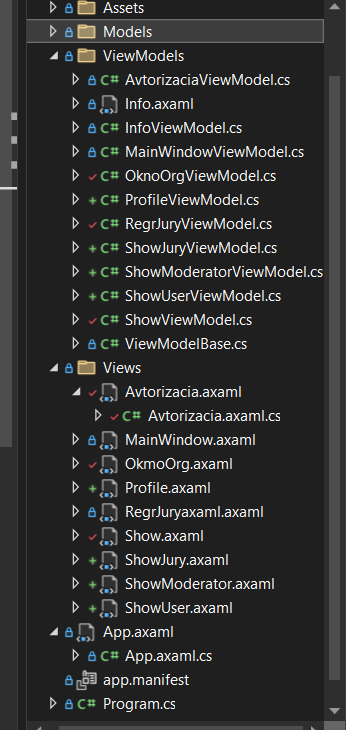 Assets
Models
ViewModels
AvtorizaciaViewModel.cs
Info.axaml
InfoViewModel.cs
MainWindowViewModel.cs
OknoOrgViewModel.cs
ProfileViewModel.cs
RegrJuryViewModel.cs
ShowJuryViewModel.cs
ShowModeratorViewModel.cs
ShowUserViewModel.cs
ShowViewModel.cs
ViewModelBase.cs
Views
Avtorizacia.axaml
Avtorizacia.axaml.cs
MainWindow.axaml
OkmoOrg.axaml
Profile.axaml
RegrJuryaxaml.axaml
Show.axaml
ShowJury.axaml
ShowModerator.axaml
ShowUser.axaml
App.axaml
App.axaml.cs
app.manifest
Program.cs